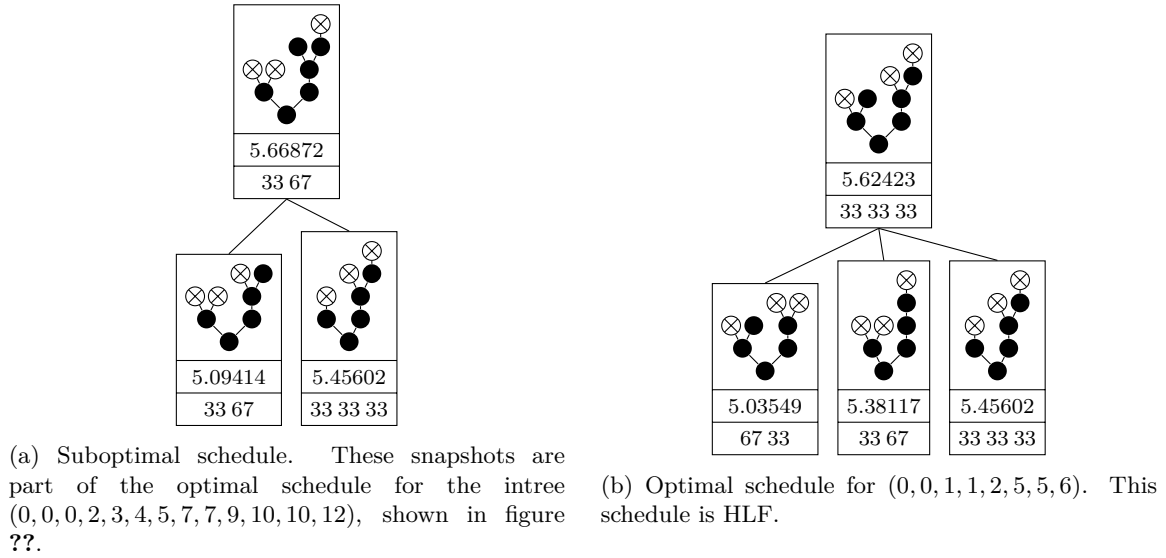 5.66872
33 67
5.09414
33 67
5.45602
33 33 33
(a) Suboptimal schedule. These snapshots are
part of the optimal schedule for the intree
(0, 0, 0, 2, 3, 4, 5, 7, 7, 9, 10, 10, 12), shown in figure
??.
5.62423
33 33 33
5.03549
67 33
5.38117
33 67
5.45602
33 33 33
(b) Optimal schedule for (0, 0, 1, 1, 2, 5, 5, 6). This
schedule is HLF.